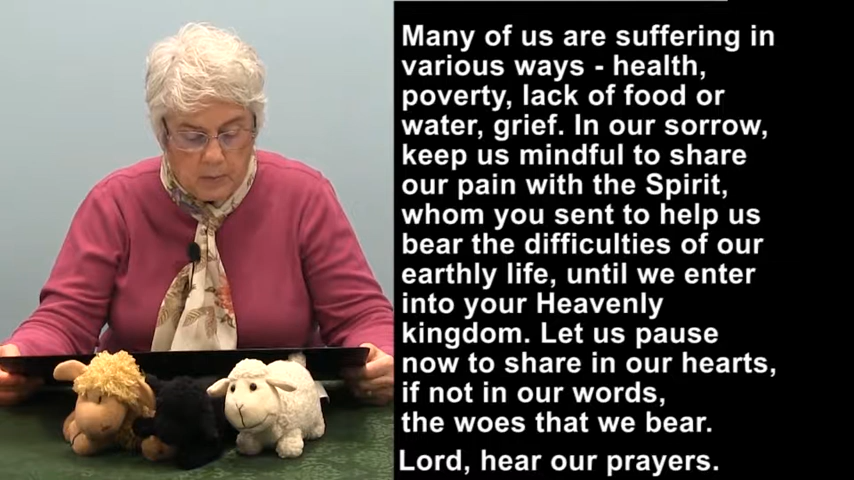 Many of us are suffering in
various ways - health,
poverty, lack of food or
water, grief. In our sorrow,
keep us mindful to share
our pain with the Spirit,
whom you sent to help us
bear the difficulties of our
earthly life, until we enter
into your Heavenly
kingdom. Let us pause
now to share in our hearts,
if not in our words,
the woes that we bear.
Lord, hear our prayers.